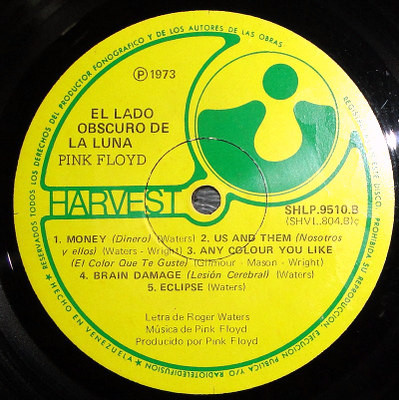 RESERVADOS TODOS LOS DERECHOS DEL PRODUCTOR FONOGRAFICO Y DE LOS AUTORES DE LAS OBRAS
ESTE DISCO. PROHIBIDA SU REPRODUCCION, EJECUCION PUBLICA Y/O RADIOTELEDIFUSION
HECHO EN VENEZUELA
Ⓟ 1973
EL LADO
OBSCURO DE
LA LUNA
PINK FLOYD
HARVEST
SHLP.9510.B
(SHVL.804.B)
1. MONEY (Dinero) (Waters) 2. US AND THEM (Nosotros
y ellos) (Waters - Wright) 3. ANY COLOUR YOU LIKE
(El Color Que Te Guste) (Gilmour - Mason - Wright)
4. BRAIN DAMAGE (Lesión Cerebral) (Waters)
5. ECLIPSE (Waters)
Letra de Roger Waters
Música de Pink Floyd
Producido por Pink Floyd